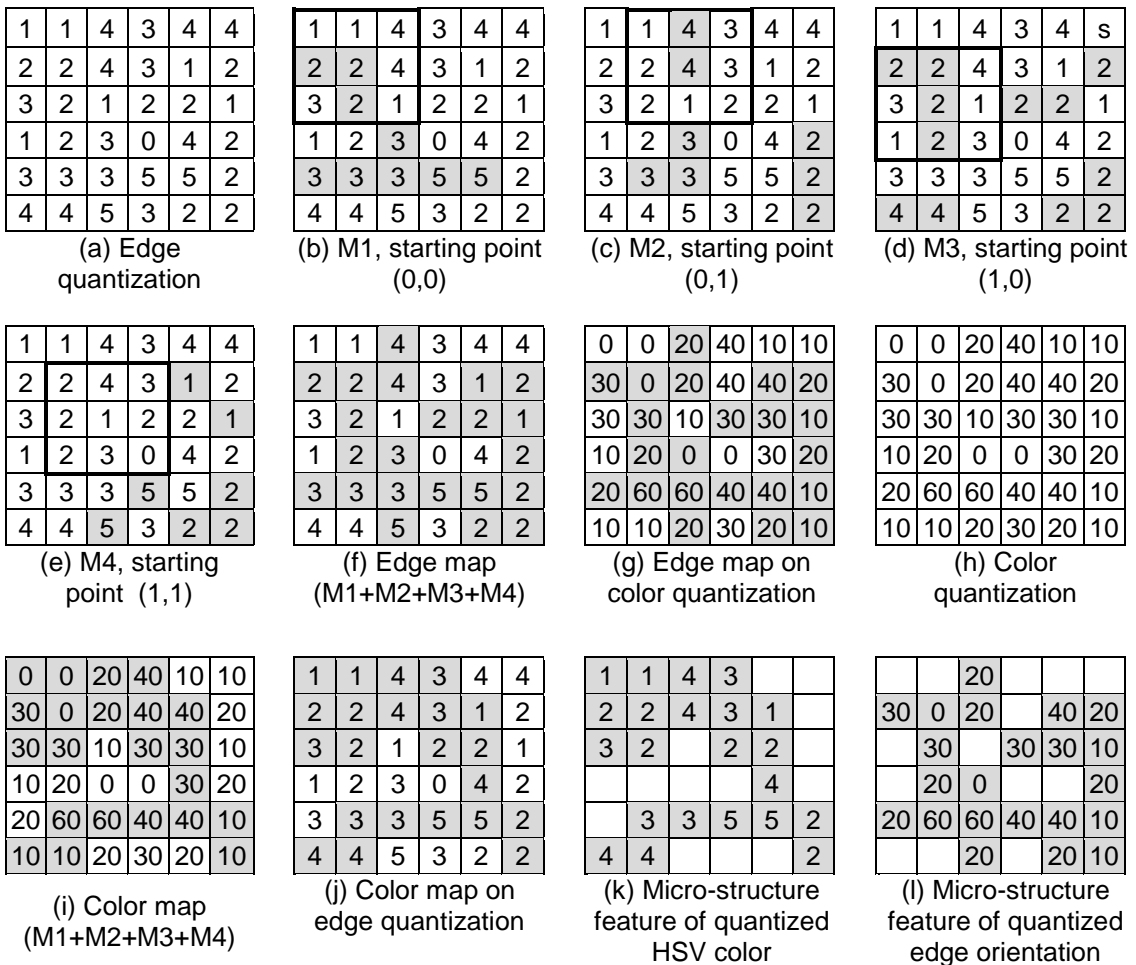 1 1 4 3 4 4
2 2 4 3 1 2
3 2 1 2 2 1
1 2 3 0 4 2
3 3 3 5 5 2
4 4 5 3 2 2
(a) Edge
quantization
1 1 4 3 4 4
2 2 4 3 1 2
3 2 1 2 2 1
1 2 3 0 4 2
3 3 3 5 5 2
4 4 5 3 2 2
(b) M1, starting point
(0,0)
1 1 4 3 4 4
2 2 4 3 1 2
3 2 1 2 2 1
1 2 3 0 4 2
3 3 3 5 5 2
4 4 5 3 2 2
(c) M2, starting point
(0,1)
1 1 4 3 4 s
2 2 4 3 1 2
3 2 1 2 2 1
1 2 3 0 4 2
3 3 3 5 5 2
4 4 5 3 2 2
(d) M3, starting point
(1,0)
1 1 4 3 4 4
2 2 4 3 1 2
3 2 1 2 2 1
1 2 3 0 4 2
3 3 3 5 5 2
4 4 5 3 2 2
(e) M4, starting
point (1,1)
1 1 4 3 4 4
2 2 4 3 1 2
3 2 1 2 2 1
1 2 3 0 4 2
3 3 3 5 5 2
4 4 5 3 2 2
(f) Edge map
(M1+M2+M3+M4)
0 0 20 40 10 10
30 0 20 40 40 20
30 30 10 30 30 10
10 20 0 0 30 20
20 60 60 40 40 10
10 10 20 30 20 10
(g) Edge map on
color quantization
0 0 20 40 10 10
30 0 20 40 40 20
30 30 10 30 30 10
10 20 0 0 30 20
20 60 60 40 40 10
10 10 20 30 20 10
(h) Color
quantization
0 0 20 40 10 10
30 0 20 40 40 20
30 30 10 30 30 10
10 20 0 0 30 20
20 60 60 40 40 10
10 10 20 30 20 10
(i) Color map
(M1+M2+M3+M4)
1 1 4 3 4 4
2 2 4 3 1 2
3 2 1 2 2 1
1 2 3 0 4 2
3 3 3 5 5 2
4 4 5 3 2 2
(j) Color map on
edge quantization
1 1 4 3
2 2 4 3 1
3 2 2 2
4
3 3 5 5 2
4 4 2
(k) Micro-structure
feature of quantized
HSV color
20
30 0 20 40 20
30 30 30 10
20 0 20
20 60 60 40 40 10
20 20 10
(l) Micro-structure
feature of quantized
edge orientation